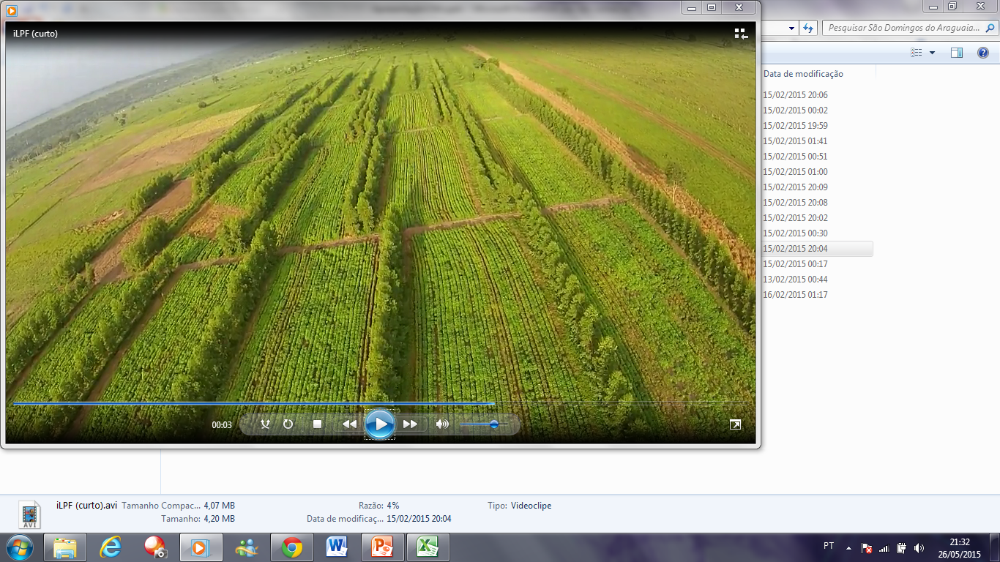 iLPF (curto)
Pesquisar São Domingos do Araguaia...
Data de modificação
15/02/2015 20:06
15/02/2015 00:02
15/02/2015 19:59
15/02/2015 01:41
15/02/2015 00:51
15/02/2015 01:00
15/02/2015 20:09
15/02/2015 20:08
15/02/2015 20:02
15/02/2015 00:30
15/02/2015 20:04
15/02/2015 00:17
13/02/2015 00:44
16/02/2015 01:17
00:03
iLPF (curto).avi Tamanho Compac... 4,07 MB Razão: 4% Tipo: Videoclipe
Tamanho: 4,20 MB Data de modificaç... 15/02/2015 20:04
AVI
PT 21:32
26/05/2015